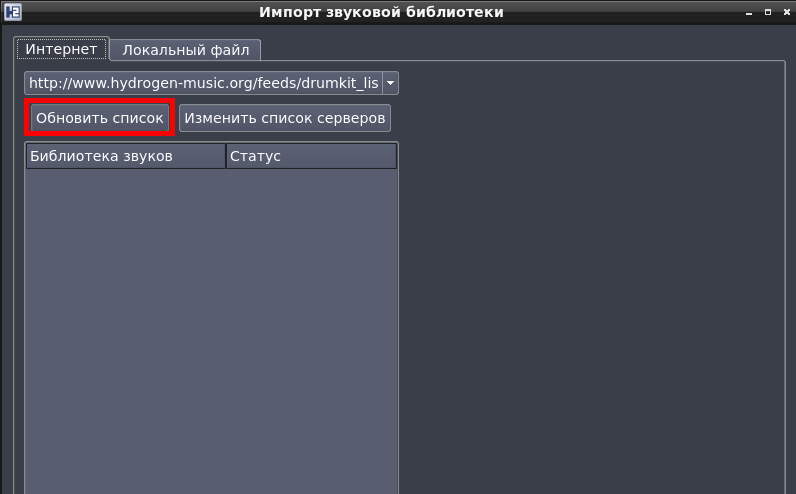 Импорт звуковой библиотеки
Интернет Локальный файл
http://www.hydrogen-music.org/feeds/drumkit_lis
Обновить список Изменить список серверов
Библиотека звуков Статус